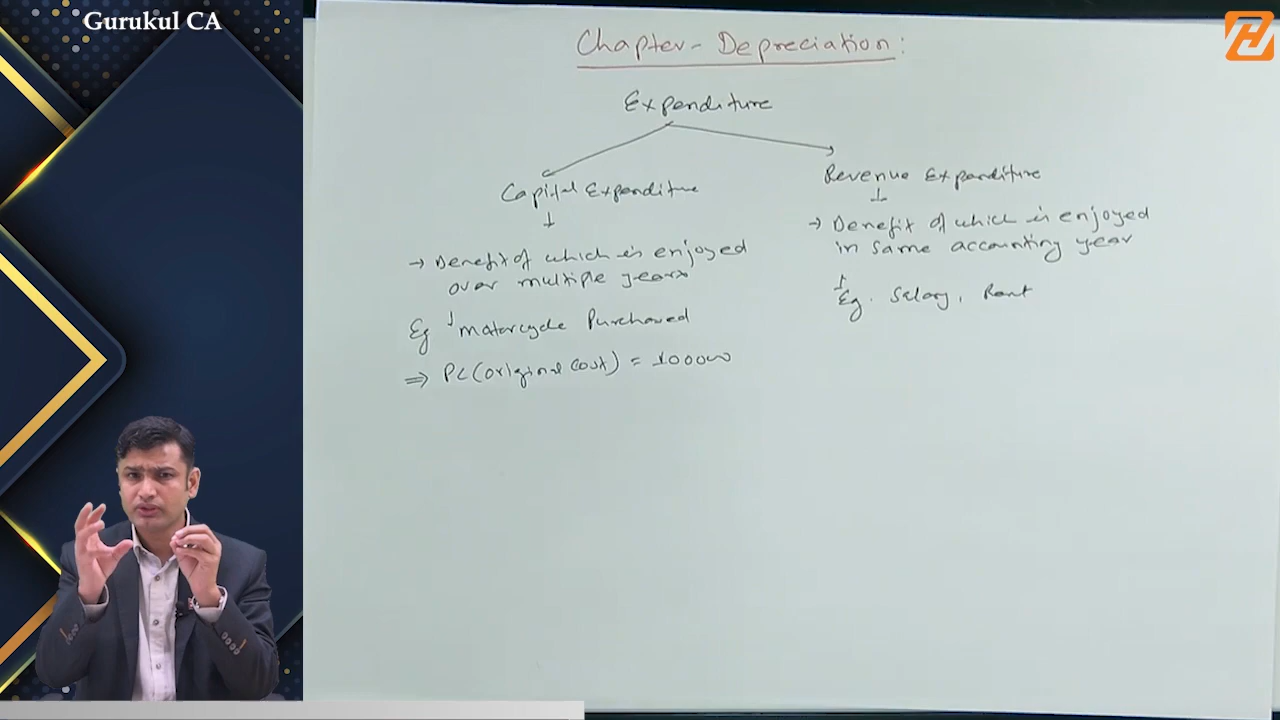 Gurukul CA
Chapter - Depreciation :
Expenditure
Capital Expenditure
→ Benefit of which is enjoyed
over multiple years
Eg Motorcycle Purchased
⇒ PC (original cost) = 100000
Revenue Expenditure
→ Benefit of which is enjoyed
in same accounting year
Eg. Salary, Rent